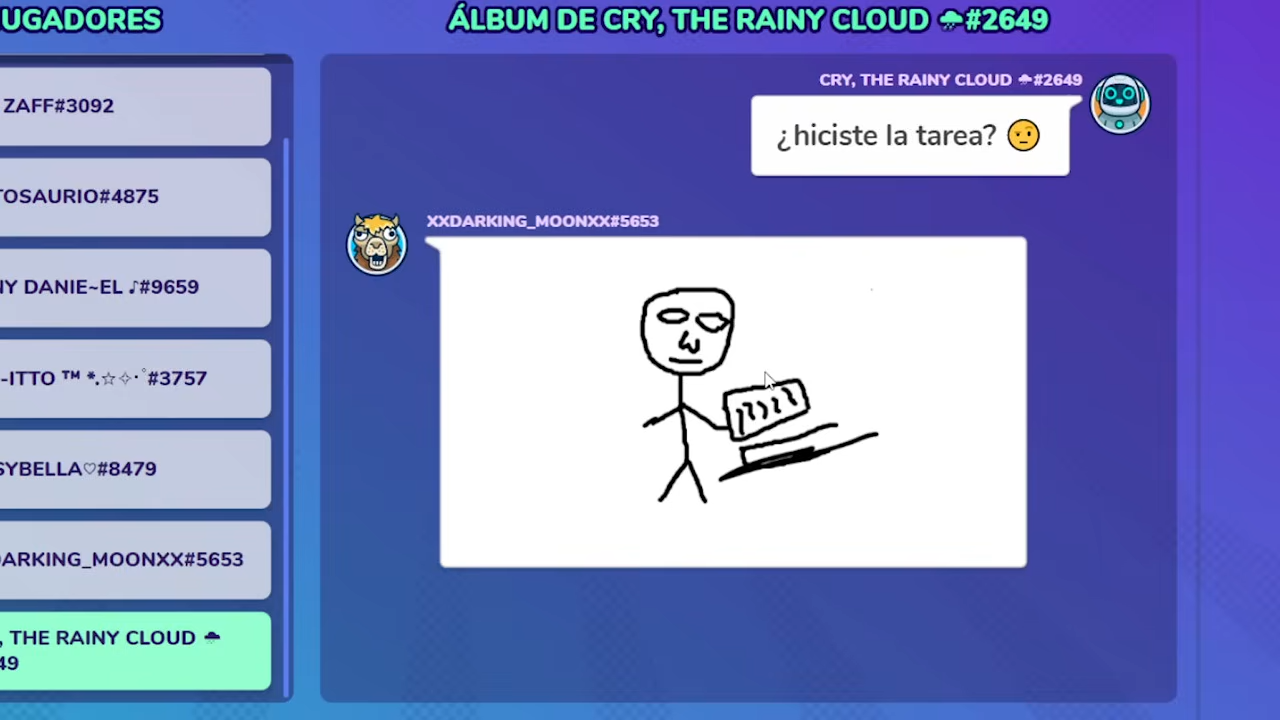 UGADORES
ÁLBUM DE CRY, THE RAINY CLOUD 🌧#2649
ZAFF#3092
TOSAURIO#4875
NY DANIE~EL ♪#9659
-ITTO ™ *.☆✧･ﾟ#3757
SYBELLA♡#8479
DARKING_MOONXX#5653
, THE RAINY CLOUD 🌧
49
CRY, THE RAINY CLOUD 🌧#2649
¿hiciste la tarea? 🤨
XXDARKING_MOONXX#5653